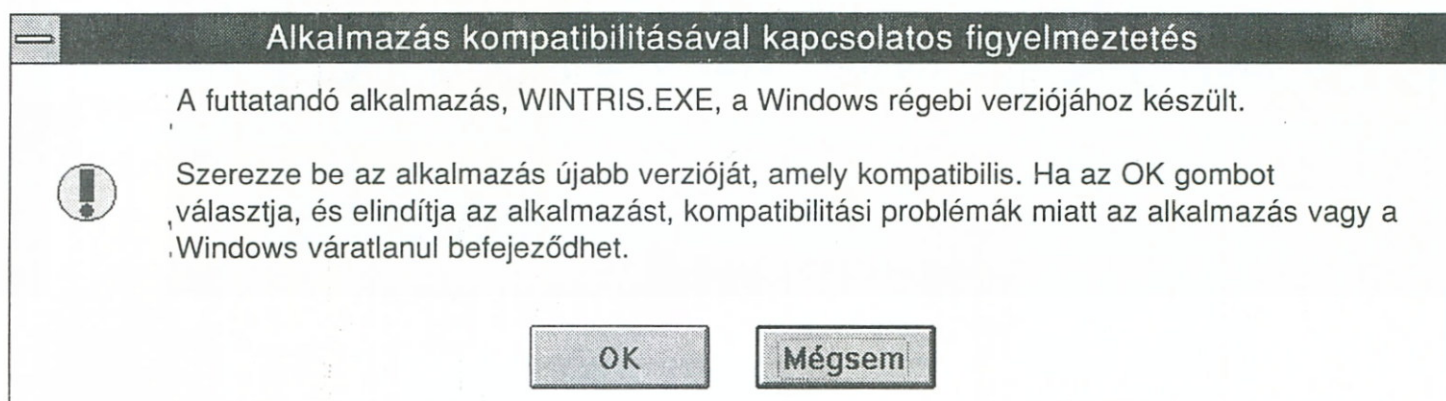 Alkalmazás kompatibilitásával kapcsolatos figyelmeztetés
A futtatandó alkalmazás, WINTRIS.EXE, a Windows régebi verziójához készült.
Szerezze be az alkalmazás újabb verzióját, amely kompatibilis. Ha az OK gombot
választja, és elindítja az alkalmazást, kompatibilitási problémák miatt az alkalmazás vagy a
Windows váratlanul befejeződhet.
OK Mégsem